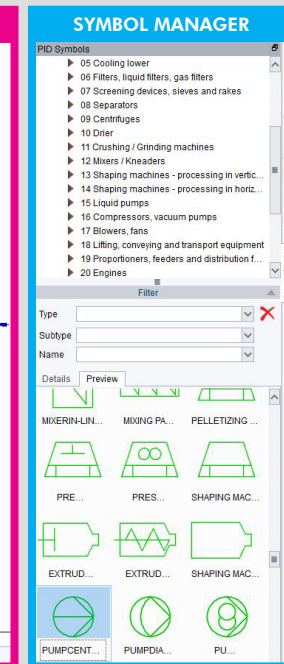 SYMBOL MANAGER
PID Symbols
05 Cooling lower
06 Filters, liquid filters, gas filters
07 Screening devices, sieves and rakes
08 Separators
09 Centrifuges
10 Drier
11 Crushing / Grinding machines
12 Mixers / Kneaders
13 Shaping machines - processing in vertic...
14 Shaping machines - processing in horiz...
15 Liquid pumps
16 Compressors, vacuum pumps
17 Blowers, fans
18 Lifting, conveying and transport equipment
19 Proportioners, feeders and distribution f...
20 Engines
Filter
Type
Subtype
Name
Details Preview
MIXERIN-LIN... MIXING PA... PELLETIZING ...
PRE... PRES... SHAPING MAC...
EXTRUD... EXTRUD... SHAPING MAC...
PUMPCENT... PUMPDIA... PU...